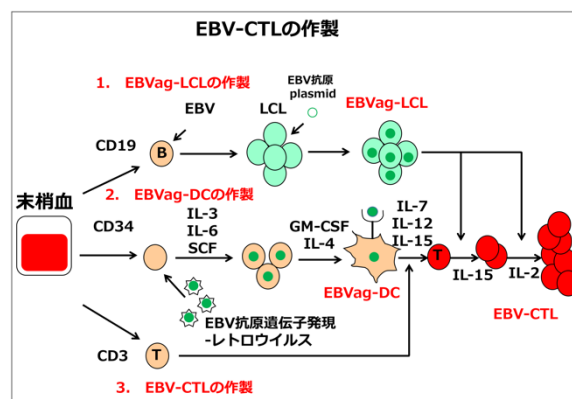 EBV-CTLの作製
1. EBVag-LCLの作製
EBV
LCL
EBV抗原
plasmid
EBVag-LCL
CD19
B
末梢血
2. EBVag-DCの作製
CD34
IL-3
IL-6
SCF
GM-CSF
IL-4
IL-7
IL-12
IL-15
T
IL-15
IL-2
EBVag-DC
EBV-CTL
EBV抗原遺伝子発現
-レトロウイルス
CD3
T
3. EBV-CTLの作製